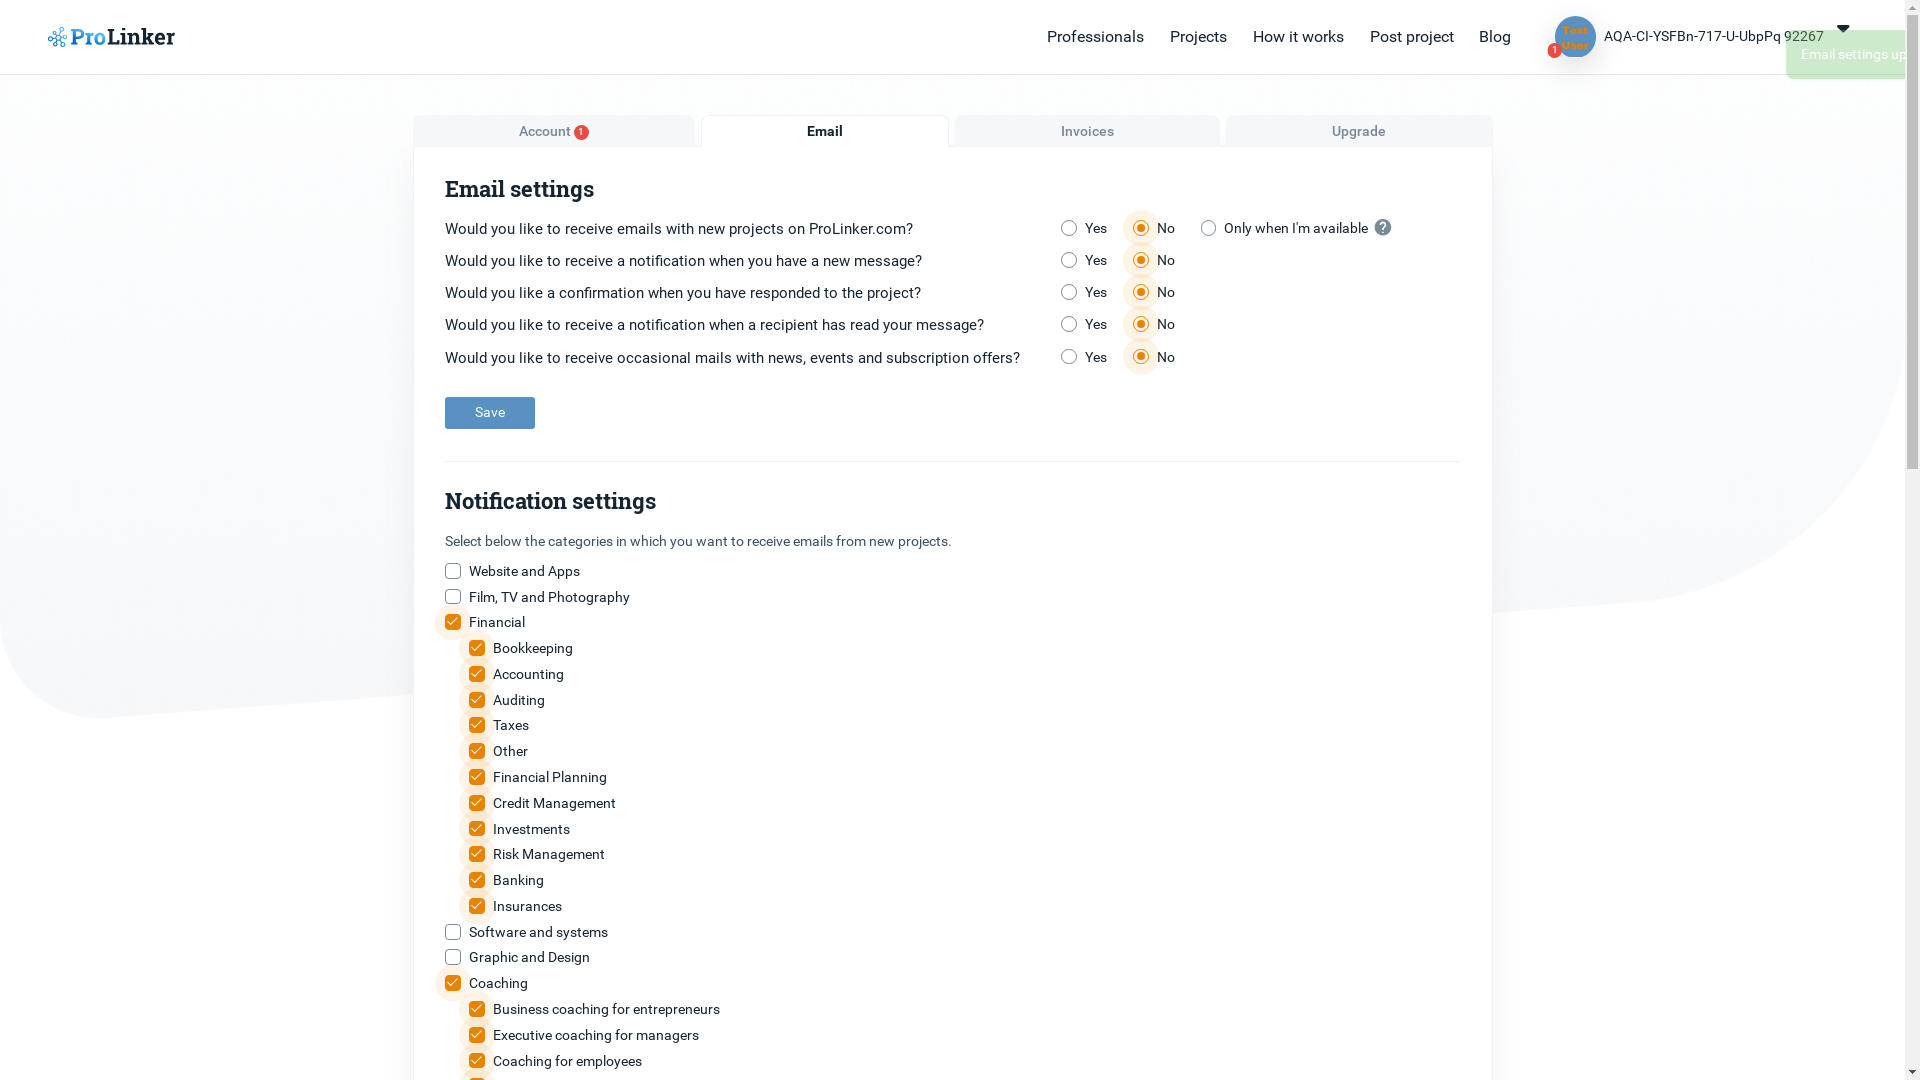 ProLinker
Professionals Projects How it works Post project Blog
Test User
1
AQA-CI-YSFBn-717-U-UbpPq 92267
Email settings up
Account 1 Email Invoices Upgrade
Email settings
Would you like to receive emails with new projects on ProLinker.com? Yes No Only when I'm available ?
Would you like to receive a notification when you have a new message? Yes No
Would you like a confirmation when you have responded to the project? Yes No
Would you like to receive a notification when a recipient has read your message? Yes No
Would you like to receive occasional mails with news, events and subscription offers? Yes No
Save
Notification settings
Select below the categories in which you want to receive emails from new projects.
Website and Apps
Film, TV and Photography
Financial
Bookkeeping
Accounting
Auditing
Taxes
Other
Financial Planning
Credit Management
Investments
Risk Management
Banking
Insurances
Software and systems
Graphic and Design
Coaching
Business coaching for entrepreneurs
Executive coaching for managers
Coaching for employees